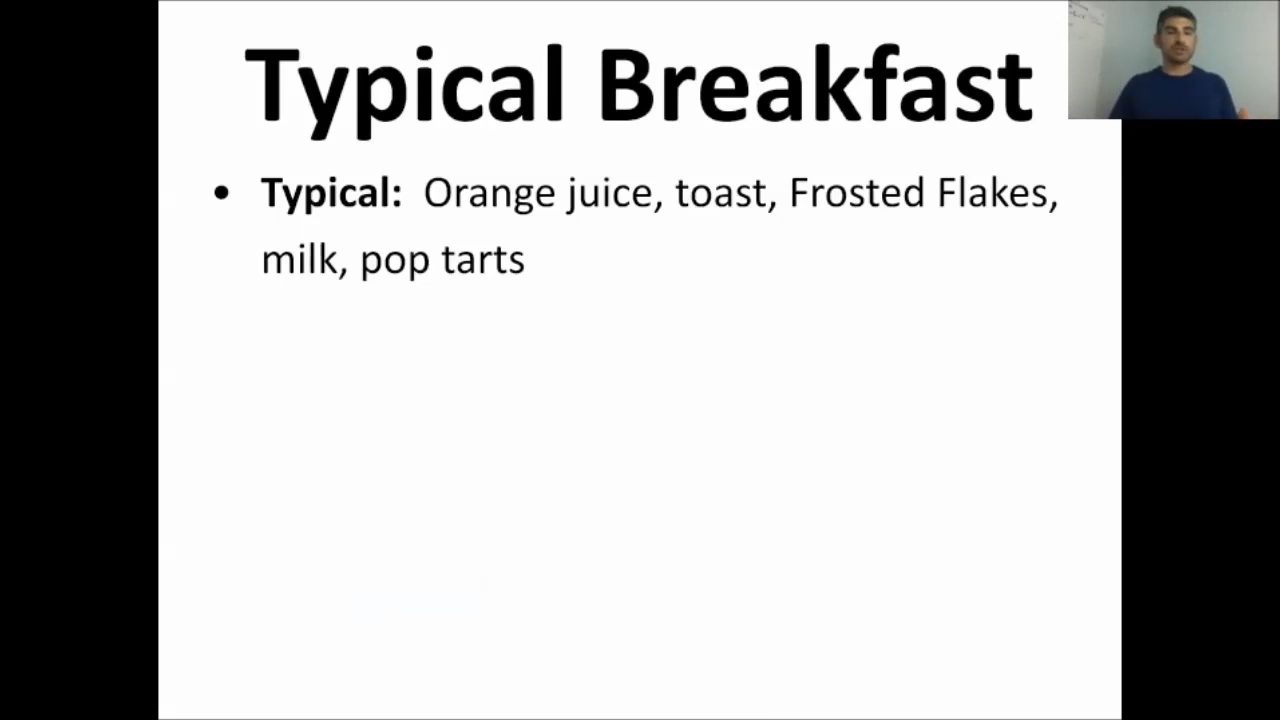 Typical Breakfast
• Typical: Orange juice, toast, Frosted Flakes,
milk, pop tarts